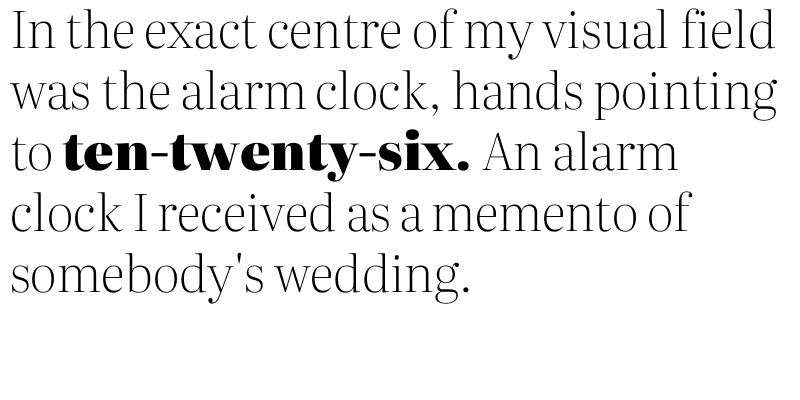 In the exact centre of my visual field
was the alarm clock, hands pointing
to ten-twenty-six. An alarm
clock I received as a memento of
somebody's wedding.